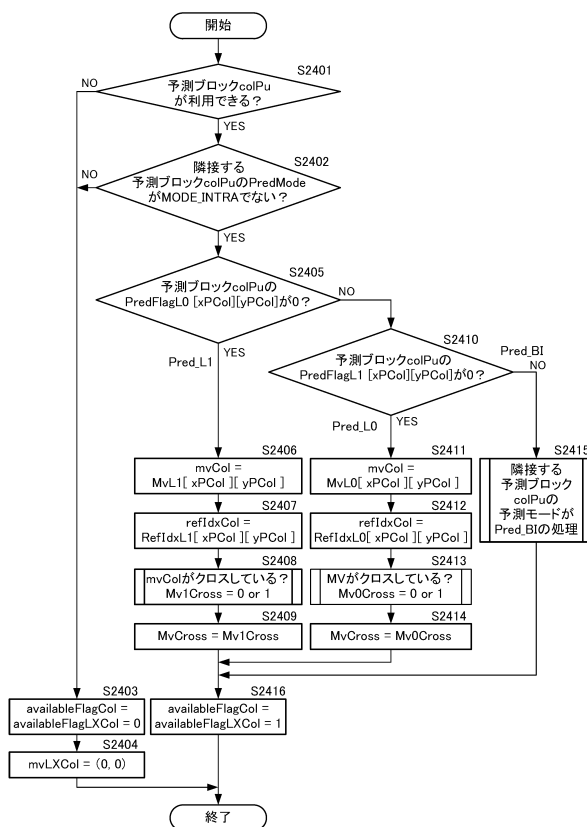 開始
S2401
予測ブロックcolPu
が利用できる？
NO
YES
S2402
隣接する
予測ブロックcolPuのPredMode
がMODE_INTRAでない？
NO
YES
S2405
予測ブロックcolPuの
PredFlagL0 [xPCol][yPCol]が0？
NO
YES
Pred_L1
S2410
予測ブロックcolPuの
PredFlagL1 [xPCol][yPCol]が0？
Pred_BI
NO
YES
Pred_L0
S2406
mvCol =
MvL1[ xPCol ][ yPCol ]
S2411
mvCol =
MvL0[ xPCol ][ yPCol ]
S2415
隣接する
予測ブロック
colPuの
予測モードが
Pred_BIの処理
S2407
refIdxCol =
RefIdxL1[ xPCol ][ yPCol ]
S2412
refIdxCol =
RefIdxL0[ xPCol ][ yPCol ]
S2408
mvColがクロスしている？
Mv1Cross = 0 or 1
S2413
MVがクロスしている？
Mv0Cross = 0 or 1
S2409
MvCross = Mv1Cross
S2414
MvCross = Mv0Cross
S2403
availableFlagCol =
availableFlagLXCol = 0
S2416
availableFlagCol =
availableFlagLXCol = 1
S2404
mvLXCol = (0, 0)
終了